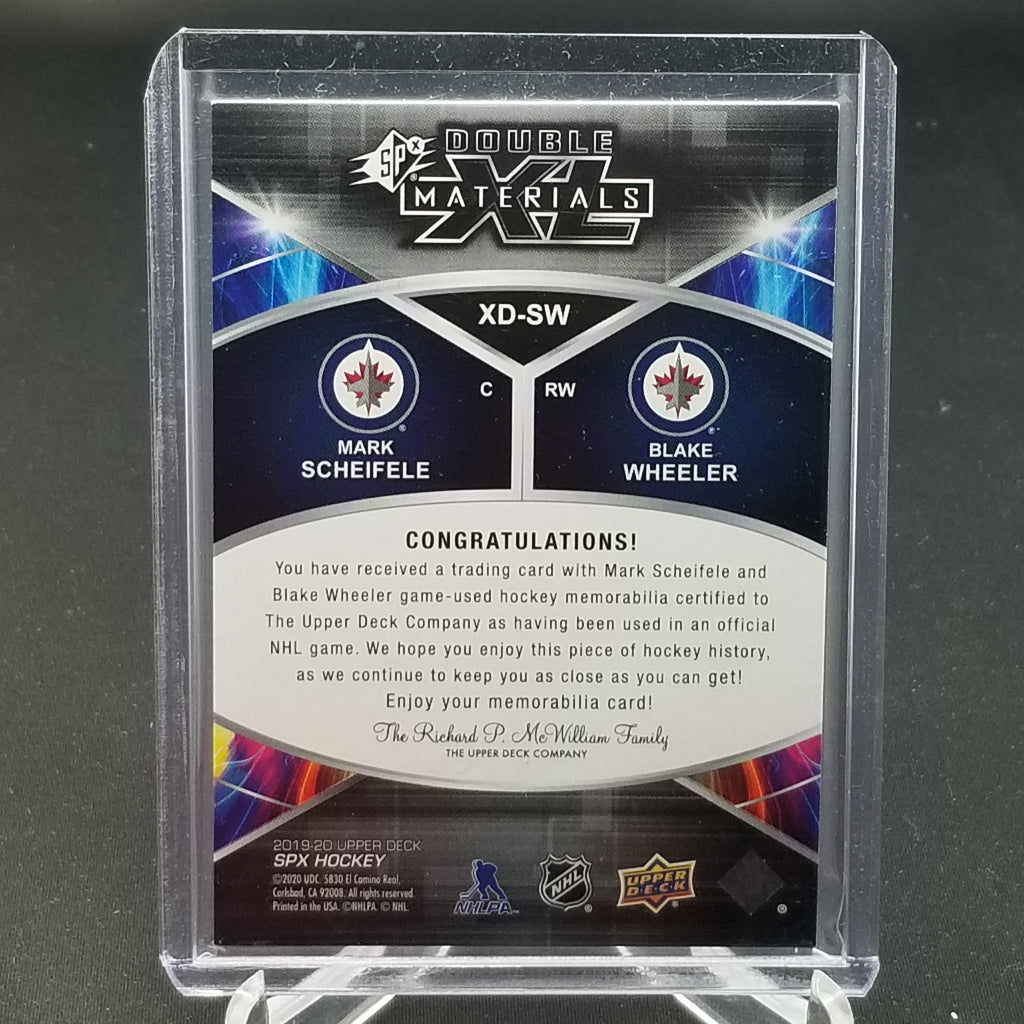 SPx
DOUBLE
XL
MATERIALS
XD-SW
C RW
MARK
SCHEIFELE
BLAKE
WHEELER
CONGRATULATIONS!
You have received a trading card with Mark Scheifele and
Blake Wheeler game-used hockey memorabilia certified to
The Upper Deck Company as having been used in an official
NHL game. We hope you enjoy this piece of hockey history,
as we continue to keep you as close as you can get!
Enjoy your memorabilia card!
The Richard P. McWilliam Family
THE UPPER DECK COMPANY
2019-20 UPPER DECK
SPX HOCKEY
©2020 UDC. 5830 El Camino Real,
Carlsbad, CA 92008. All rights reserved.
Printed in the USA. ©NHLPA. © NHL.
NHLPA
NHL
UPPER
DECK